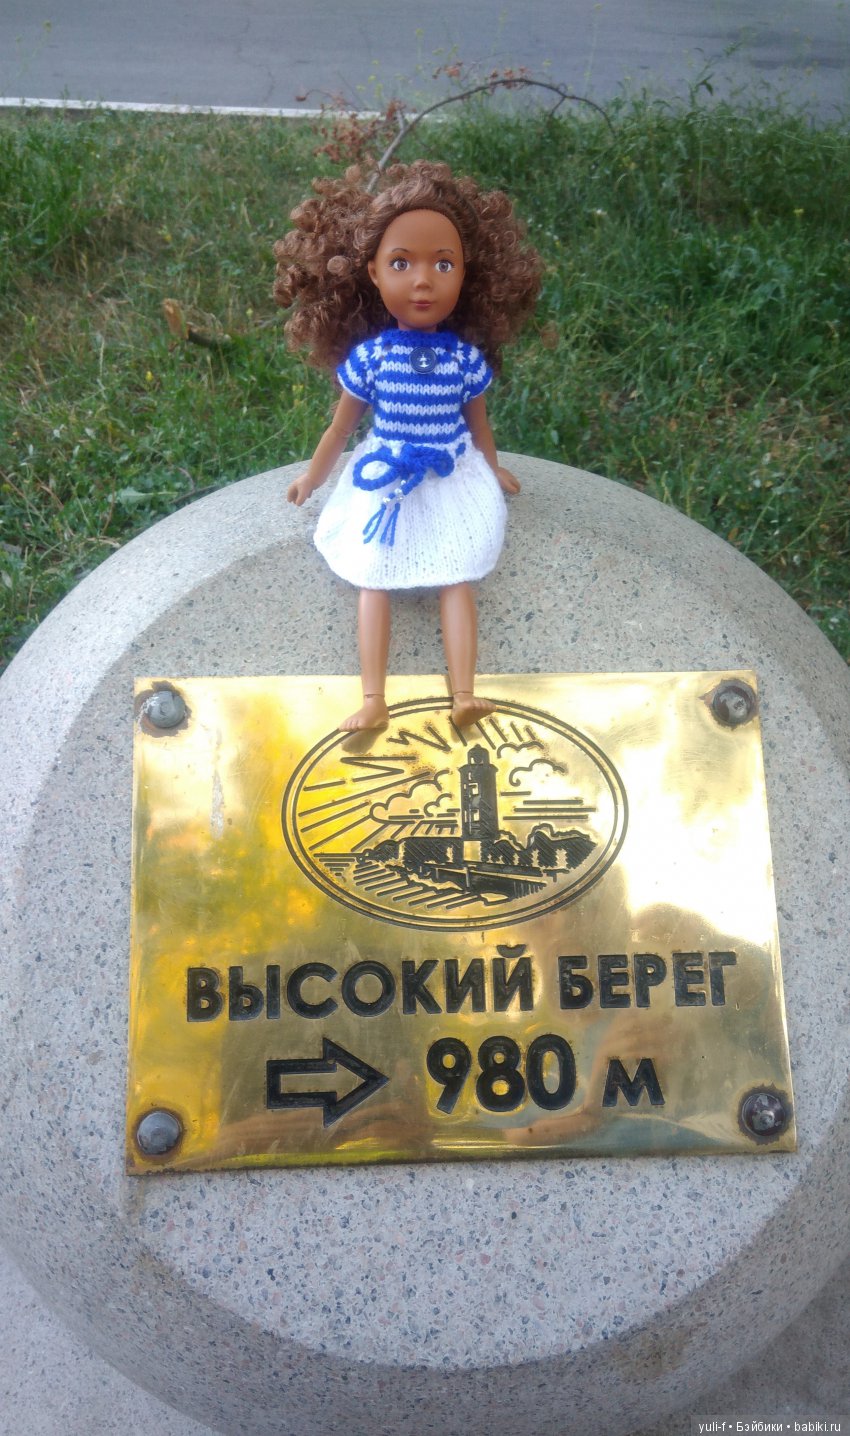 ВЫСОКИЙ БЕРЕГ
⇨ 980 м
yuli-f • Бэйбики • babiki.ru